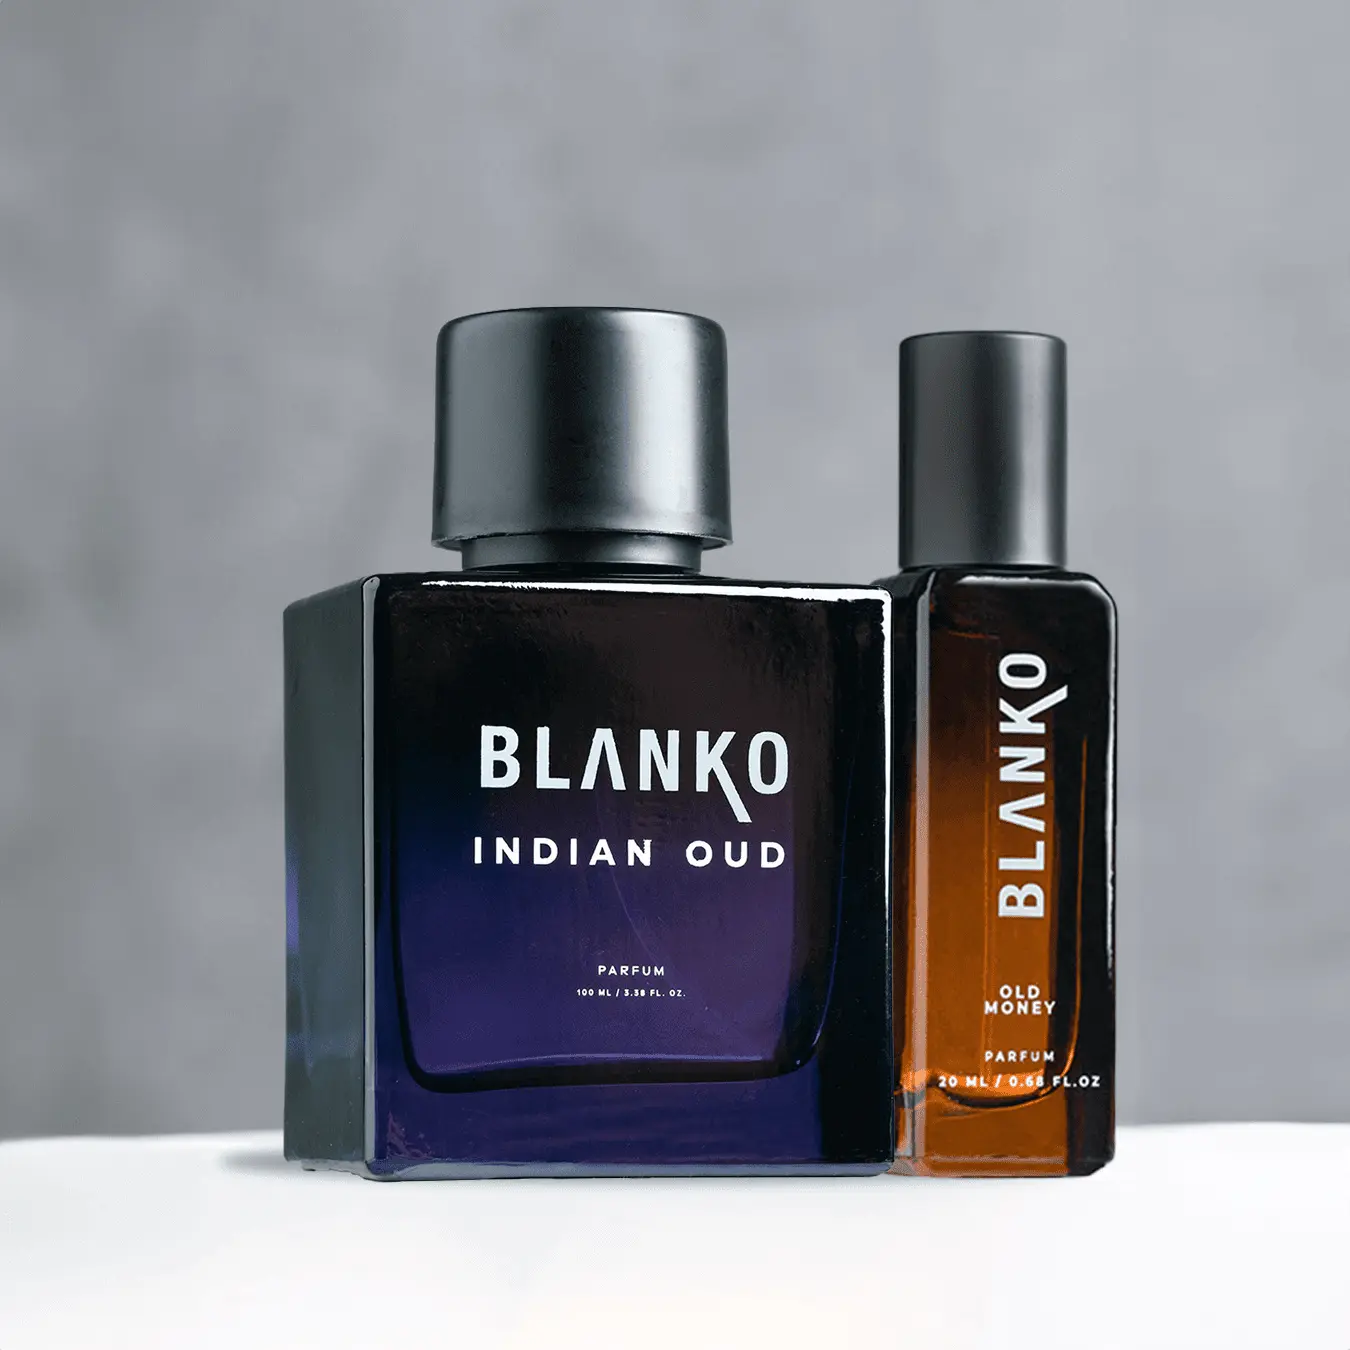 BLANKO
INDIAN OUD
PARFUM
100 ML / 3.38 FL. OZ.
BLANKO
OLD
MONEY
PARFUM
20 ML / 0.68 FL.OZ